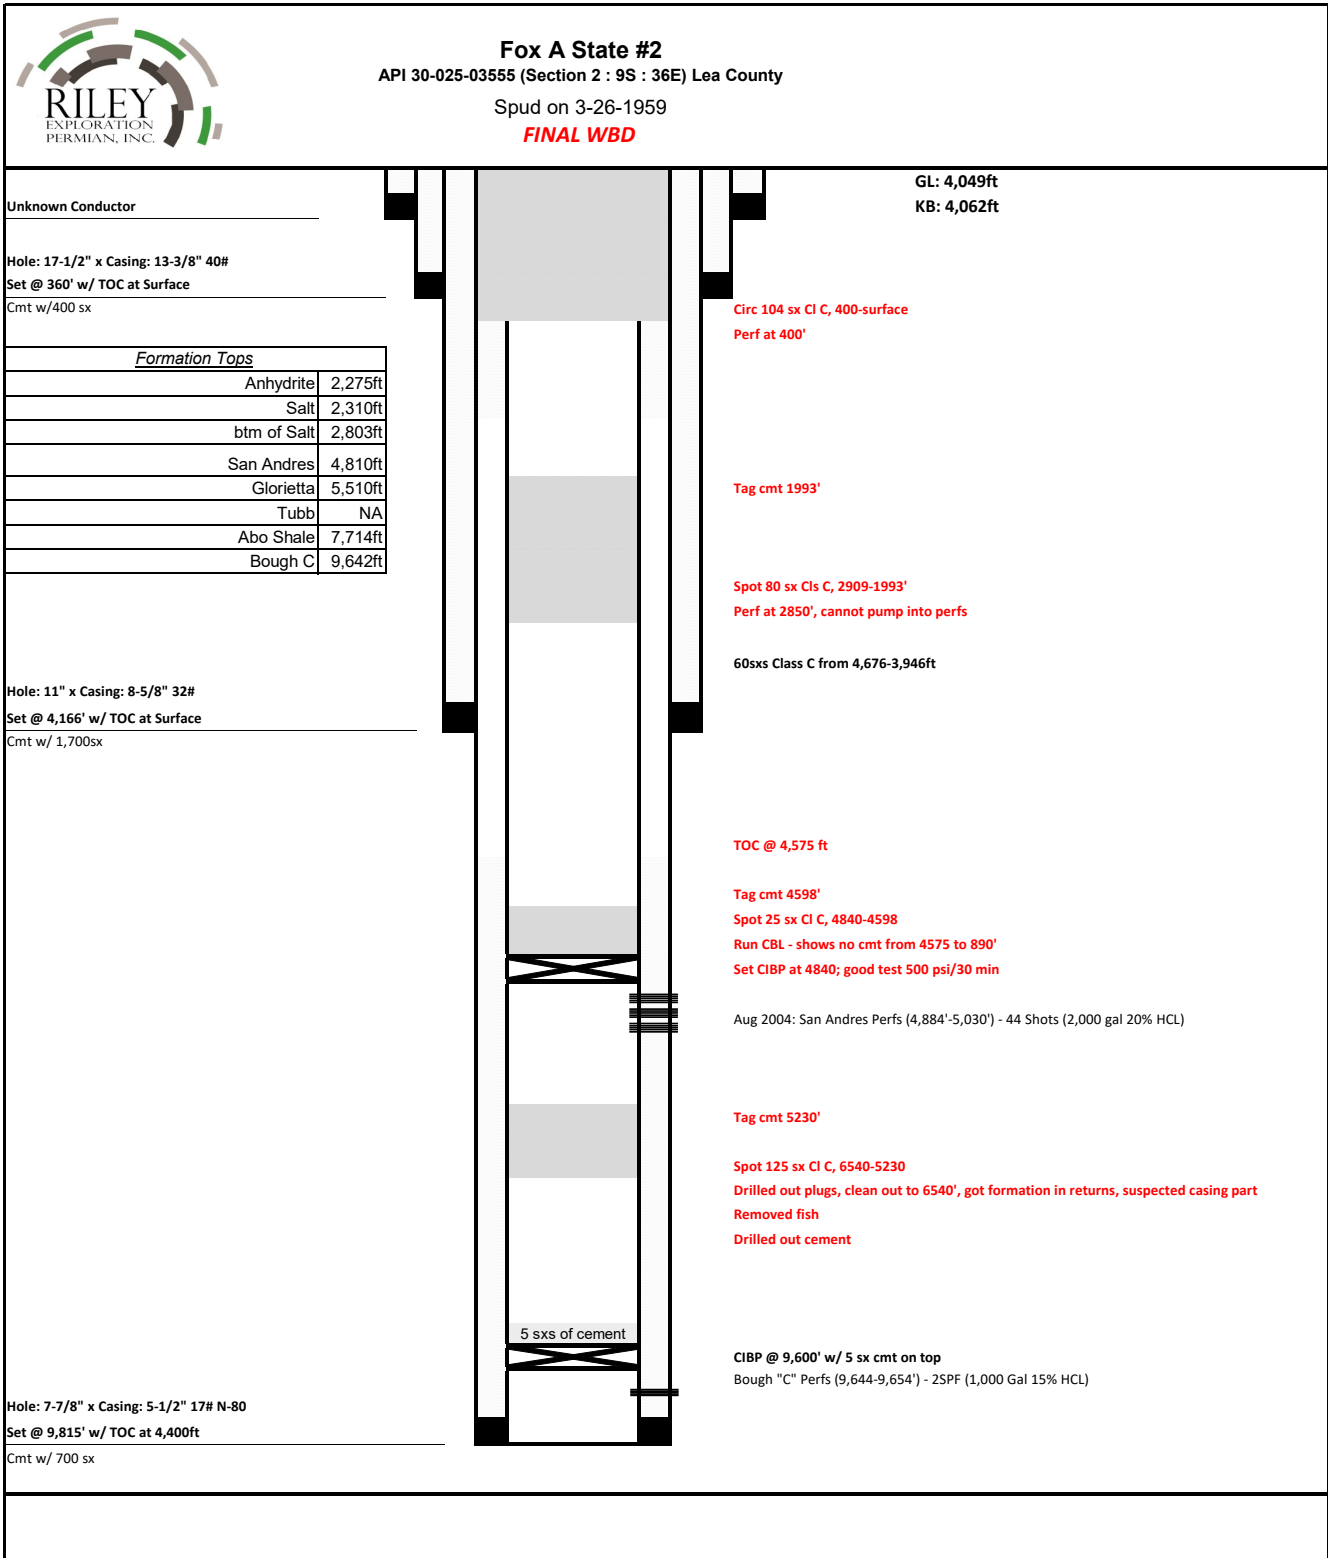 RILEY
EXPLORATION
PERMIAN, INC.
Fox A State #2
API 30-025-03555 (Section 2 : 9S : 36E) Lea County
Spud on 3-26-1959
FINAL WBD
GL: 4,049ft
KB: 4,062ft
Unknown Conductor
Hole: 17-1/2" x Casing: 13-3/8" 40#
Set @ 360' w/ TOC at Surface
Cmt w/400 sx
Circ 104 sx Cl C, 400-surface
Perf at 400'
Formation Tops
Anhydrite 2,275ft
Salt 2,310ft
btm of Salt 2,803ft
San Andres 4,810ft
Glorietta 5,510ft
Tubb NA
Abo Shale 7,714ft
Bough C 9,642ft
Tag cmt 1993'
Spot 80 sx Cls C, 2909-1993'
Perf at 2850', cannot pump into perfs
60sxs Class C from 4,676-3,946ft
Hole: 11" x Casing: 8-5/8" 32#
Set @ 4,166' w/ TOC at Surface
Cmt w/ 1,700sx
TOC @ 4,575 ft
Tag cmt 4598'
Spot 25 sx Cl C, 4840-4598
Run CBL - shows no cmt from 4575 to 890'
Set CIBP at 4840; good test 500 psi/30 min
Aug 2004: San Andres Perfs (4,884'-5,030') - 44 Shots (2,000 gal 20% HCL)
Tag cmt 5230'
Spot 125 sx Cl C, 6540-5230
Drilled out plugs, clean out to 6540', got formation in returns, suspected casing part
Removed fish
Drilled out cement
5 sxs of cement
CIBP @ 9,600' w/ 5 sx cmt on top
Bough "C" Perfs (9,644-9,654') - 2SPF (1,000 Gal 15% HCL)
Hole: 7-7/8" x Casing: 5-1/2" 17# N-80
Set @ 9,815' w/ TOC at 4,400ft
Cmt w/ 700 sx